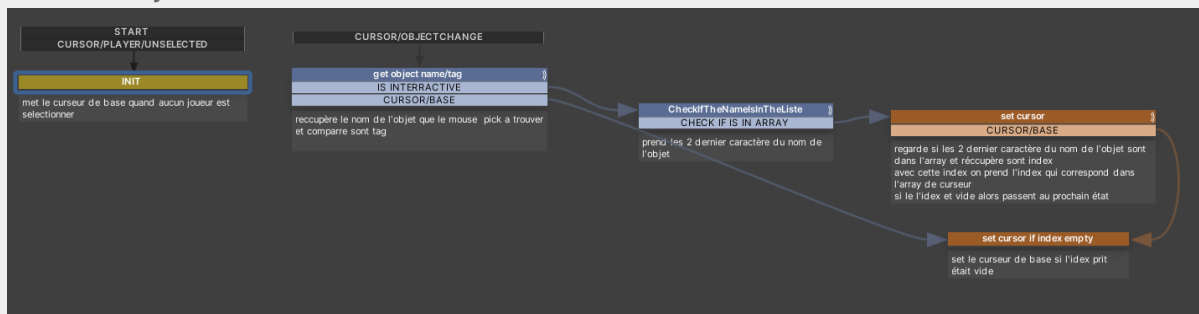 START
CURSOR/PLAYER/UNSELECTED
INIT
met le curseur de base quand aucun joueur est
selectionner
CURSOR/OBJECTCHANGE
get object name/tag
IS INTERRACTIVE
CURSOR/BASE
reccupère le nom de l'objet que le mouse pick a trouver
et comparre sont tag
CheckIfTheNameIsInTheListe
CHECK IF IS IN ARRAY
prend les 2 dernier caractère du nom de
l'objet
set cursor
CURSOR/BASE
regarde si les 2 dernier caractère du nom de l'objet sont
dans l'array et réccupère sont index
avec cette index on prend l'index qui correspond dans
l'array de curseur
si le l'idex et vide alors passent au prochain état
set cursor if index empty
set le curseur de base si l'idex prit
était vide